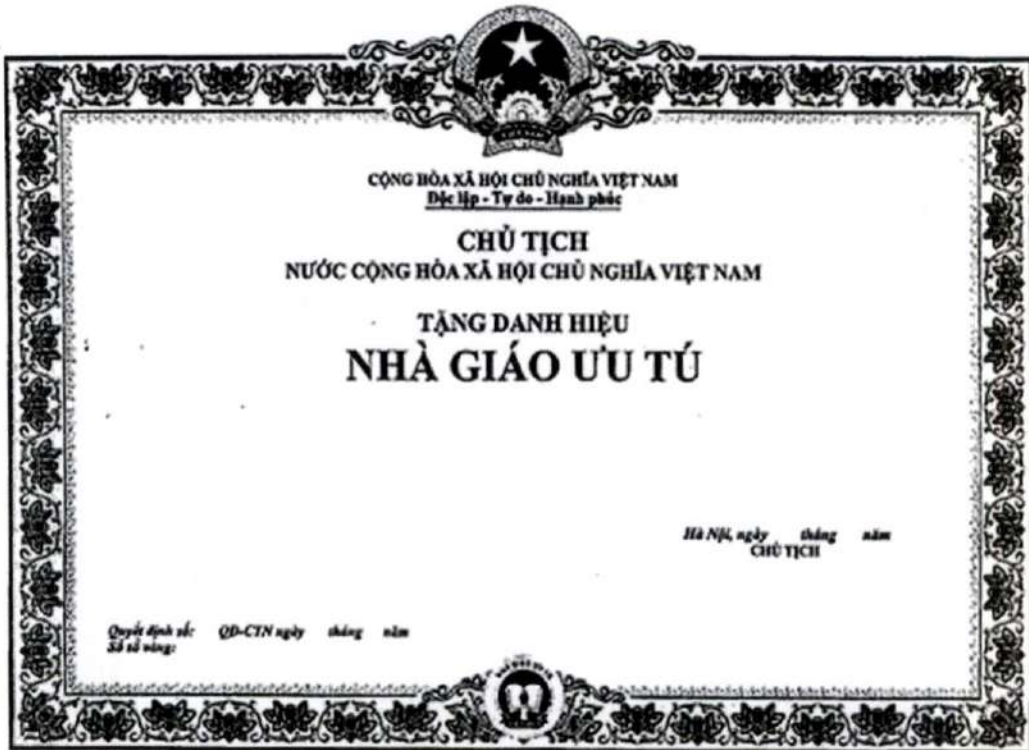 CỘNG HÒA XÃ HỘI CHỦ NGHĨA VIỆT NAM
Độc lập - Tự do - Hạnh phúc
CHỦ TỊCH
NƯỚC CỘNG HÒA XÃ HỘI CHỦ NGHĨA VIỆT NAM
TẶNG DANH HIỆU
NHÀ GIÁO ƯU TÚ
Hà Nội, ngày tháng năm
CHỦ TỊCH
Quyết định số: QĐ-CTN ngày tháng năm
Số sổ vàng: